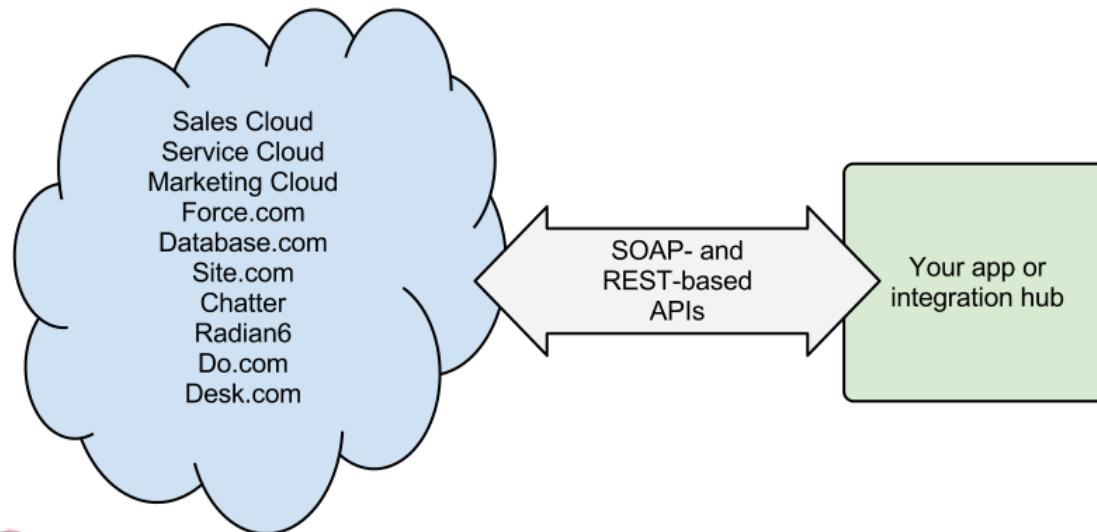 Sales Cloud
Service Cloud
Marketing Cloud
Force.com
Database.com
Site.com
Chatter
Radian6
Do.com
Desk.com
SOAP- and
REST-based
APIs
Your app or
integration hub